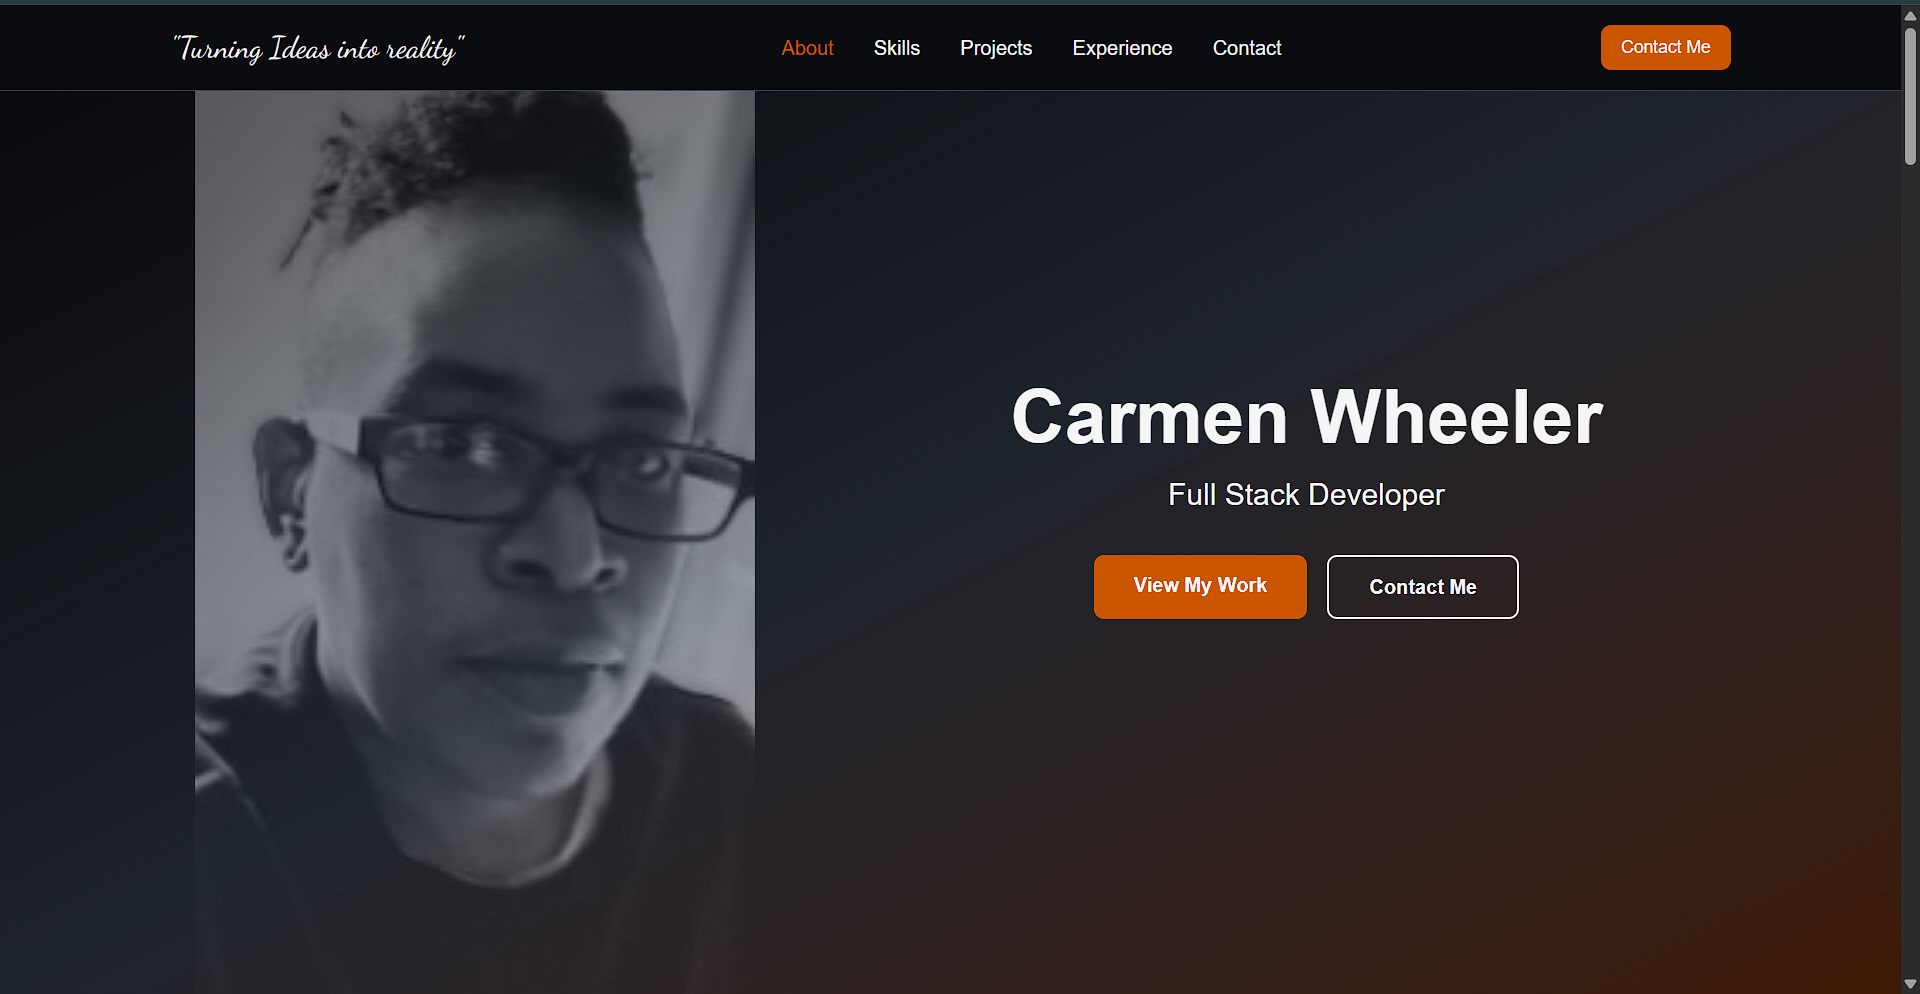 "Turning Ideas into reality"
About Skills Projects Experience Contact
Contact Me
Carmen Wheeler
Full Stack Developer
View My Work
Contact Me